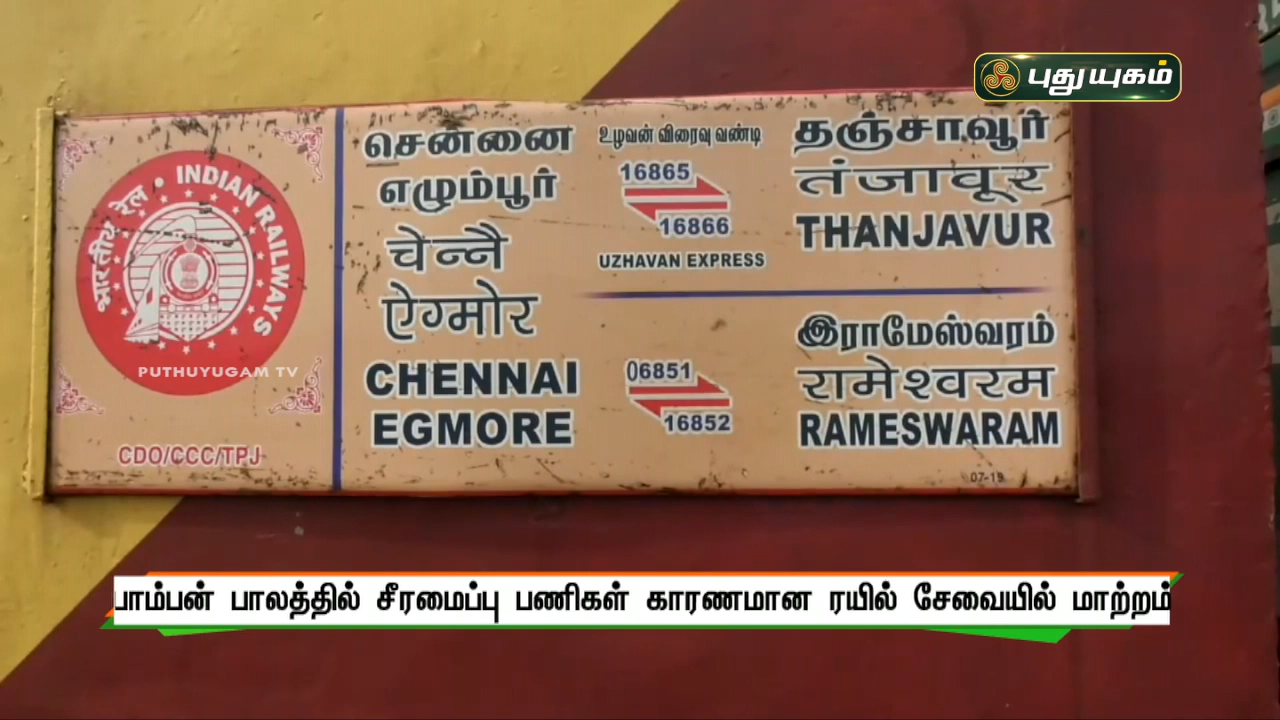 புதுயுகம்
भारतीय रेल • INDIAN RAILWAYS
PUTHUYUGAM TV
CDO/CCC/TPJ
சென்னை
எழும்பூர்
चेन्नै
ऐग्मोर
CHENNAI
EGMORE
உழவன் விரைவு வண்டி
16865
16866
UZHAVAN EXPRESS
தஞ்சாவூர்
तंजावूर
THANJAVUR
06851
16852
இராமேஸ்வரம்
रामेश्वरम
RAMESWARAM
07-19
பாம்பன் பாலத்தில் சீரமைப்பு பணிகள் காரணமான ரயில் சேவையில் மாற்றம்